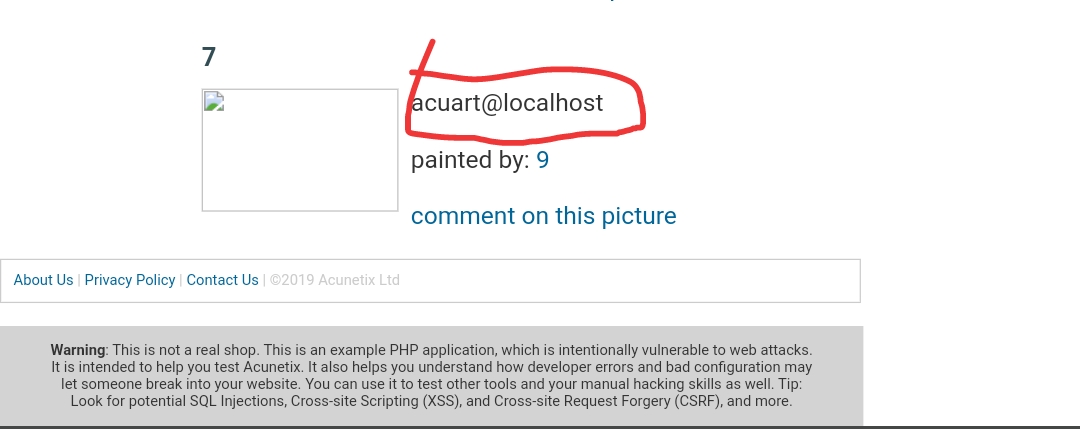 7
acuart@localhost
painted by: 9
comment on this picture
About Us | Privacy Policy | Contact Us | ©2019 Acunetix Ltd
Warning: This is not a real shop. This is an example PHP application, which is intentionally vulnerable to web attacks.
It is intended to help you test Acunetix. It also helps you understand how developer errors and bad configuration may
let someone break into your website. You can use it to test other tools and your manual hacking skills as well. Tip:
Look for potential SQL Injections, Cross-site Scripting (XSS), and Cross-site Request Forgery (CSRF), and more.